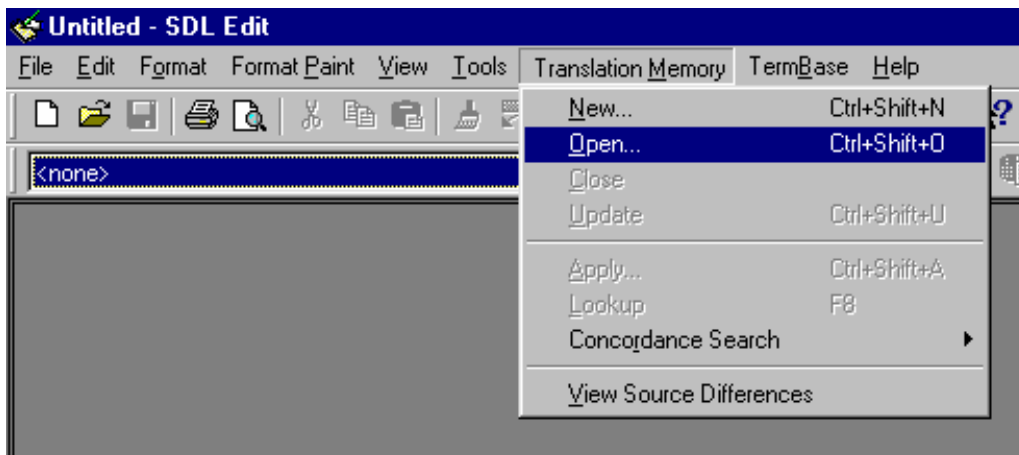 Untitled - SDL Edit
File Edit Format Format Paint View Tools Translation Memory TermBase Help
New... Ctrl+Shift+N
Open... Ctrl+Shift+O
<none>
Close
Update Ctrl+Shift+U
Apply... Ctrl+Shift+A
Lookup F8
Concordance Search
View Source Differences